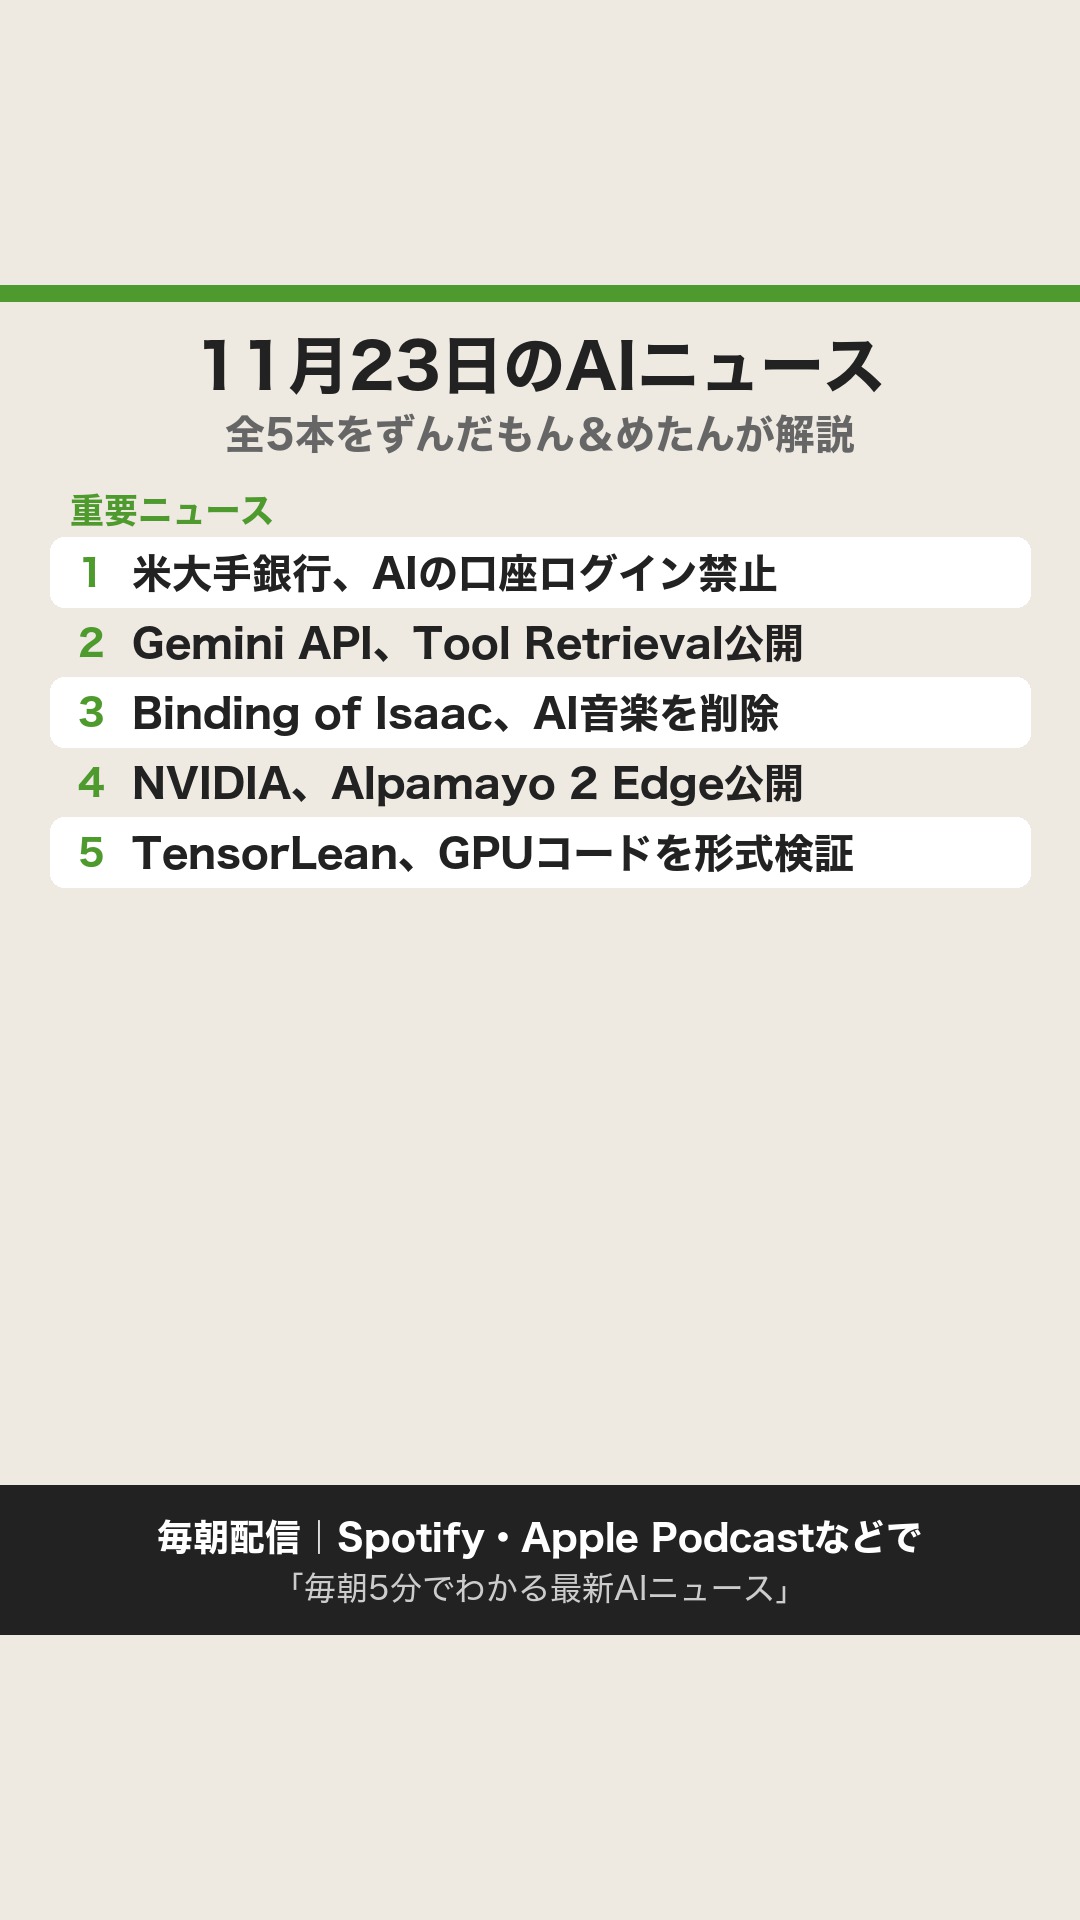 11月23日のAIニュース
全5本をずんだもん＆めたんが解説
重要ニュース
1 米大手銀行、AIの口座ログイン禁止
2 Gemini API、Tool Retrieval公開
3 Binding of Isaac、AI音楽を削除
4 NVIDIA、Alpamayo 2 Edge公開
5 TensorLean、GPUコードを形式検証
毎朝配信｜Spotify・Apple Podcastなどで
「毎朝5分でわかる最新AIニュース」